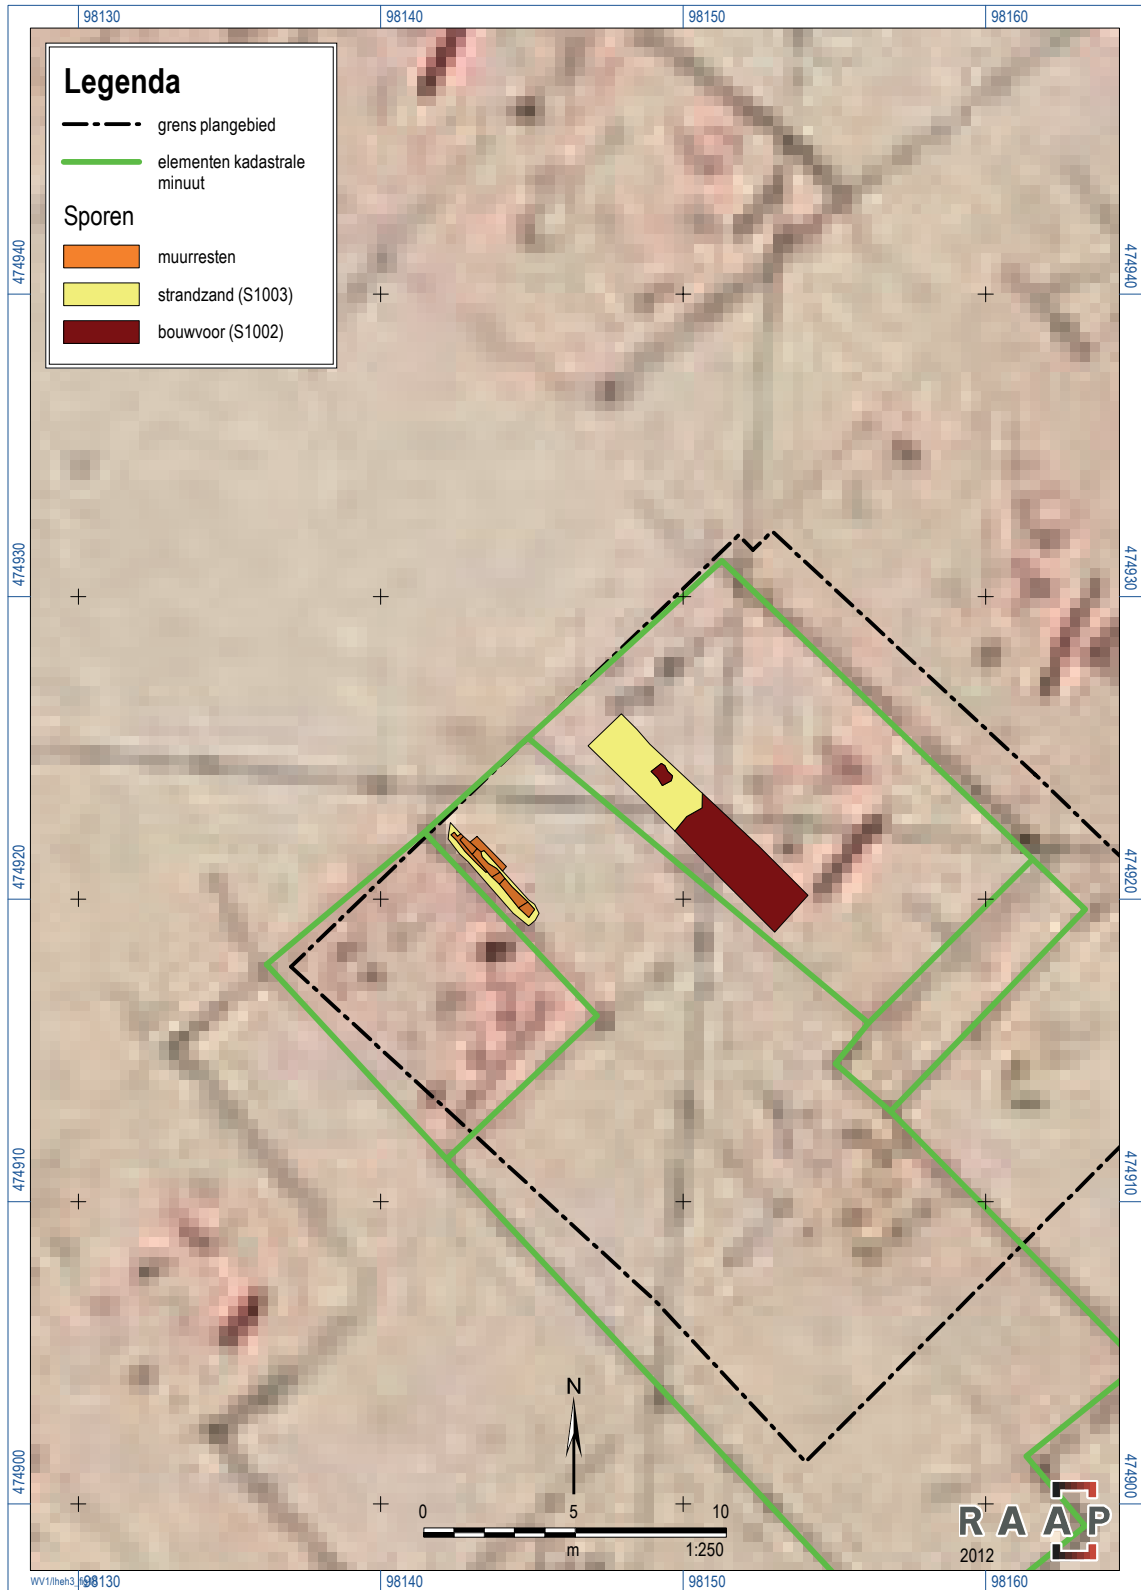 98130 98140 98150 98160
Legenda
grens plangebied
elementen kadastrale
minuut
Sporen
muurresten
strandzand (S1003)
bouwvoor (S1002)
474940 474940
474930 474930
474920 474920
474910 474910
474900 474900
N
0 5 10
m 1:250
RAAP
2012
98130 98140 98150 98160